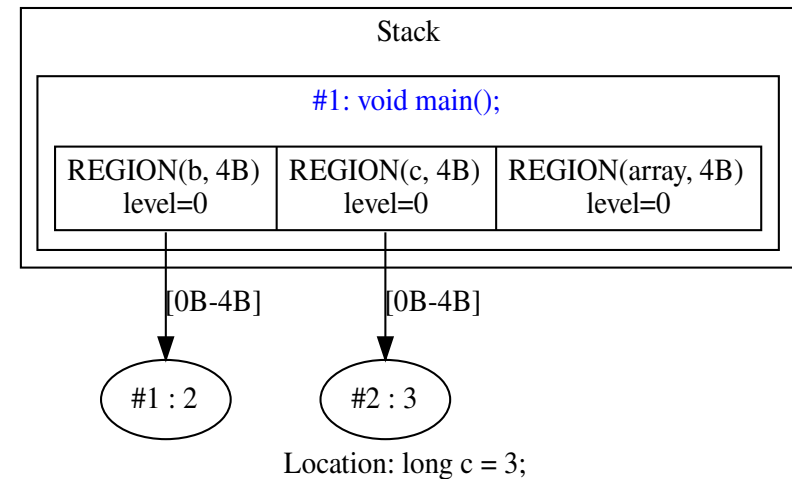 Stack
#1: void main();
REGION(b, 4B)
level=0
REGION(c, 4B)
level=0
REGION(array, 4B)
level=0
[0B-4B]
[0B-4B]
#1 : 2
#2 : 3
Location: long c = 3;